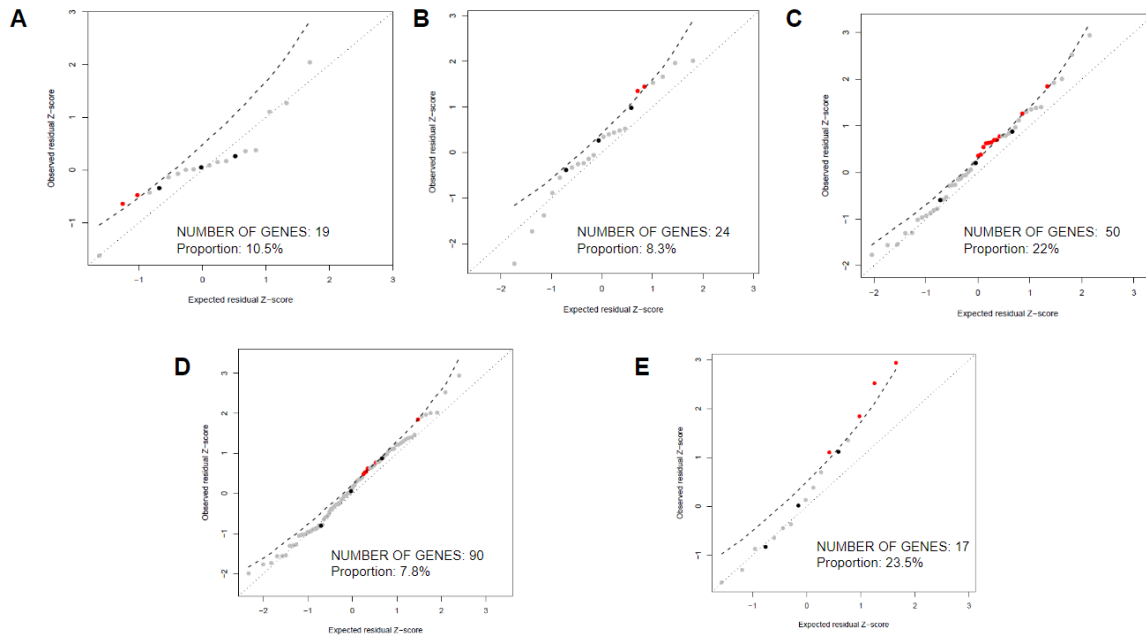 A
3
2
1
0
−1
Observed residual Z−score
NUMBER OF GENES: 19
Proportion: 10.5%
−1
0
1
2
3
Expected residual Z−score
B
3
2
1
0
−1
−2
Observed residual Z−score
NUMBER OF GENES: 24
Proportion: 8.3%
−2
−1
0
1
2
3
Expected residual Z−score
C
3
2
1
0
−1
−2
Observed residual Z−score
NUMBER OF GENES: 50
Proportion: 22%
−2
−1
0
1
2
3
Expected residual Z−score
D
3
2
1
0
−1
−2
Observed residual Z−score
NUMBER OF GENES: 90
Proportion: 7.8%
−2
−1
0
1
2
3
Expected residual Z−score
E
3
2
1
0
−1
Observed residual Z−score
NUMBER OF GENES: 17
Proportion: 23.5%
−1
0
1
2
3
Expected residual Z−score